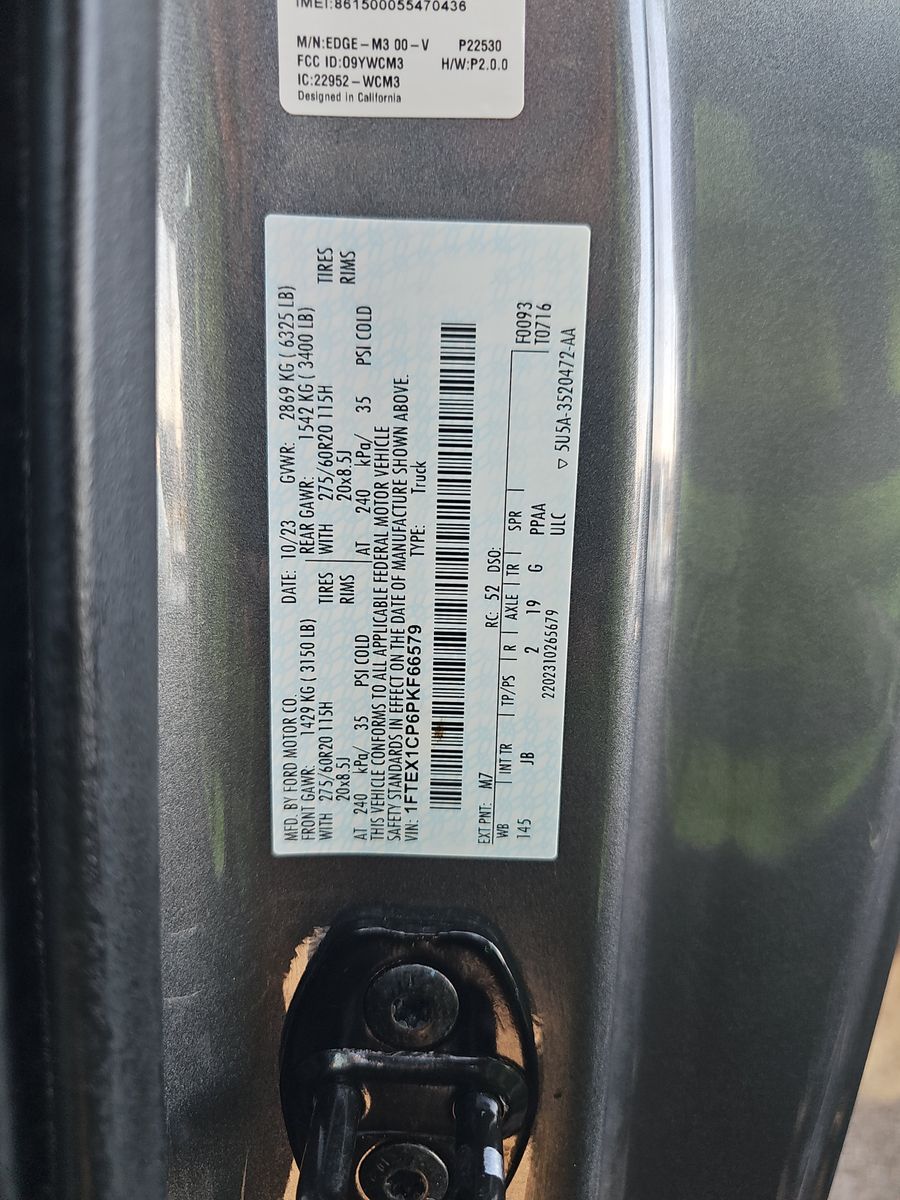 IMEI:861500055470436
M/N:EDGE-M3 00-V P22530
FCC ID:O9YWCM3 H/W:P2.0.0
IC:22952-WCM3
Designed in California
MFD. BY FORD MOTOR CO. DATE: 10/23 GVWR: 2869 KG ( 6325 LB)
FRONT GAWR: 1429 KG ( 3150 LB) REAR GAWR: 1542 KG ( 3400 LB)
WITH 275/60R20 115H TIRES WITH 275/60R20 115H TIRES
20x8.5J RIMS 20x8.5J RIMS
AT 240 kPa/ 35 PSI COLD AT 240 kPa/ 35 PSI COLD
THIS VEHICLE CONFORMS TO ALL APPLICABLE FEDERAL MOTOR VEHICLE
SAFETY STANDARDS IN EFFECT ON THE DATE OF MANUFACTURE SHOWN ABOVE.
VIN: 1FTEX1CP6PKF66579 TYPE: Truck
EXT PNT: M7 RC: 52 DSO:
WB INT TR TP/PS R AXLE TR SPR F0093
145 JB 2 19 G PPAA T0716
2202310265679 ULC ▽ 5U5A-3520472-AA